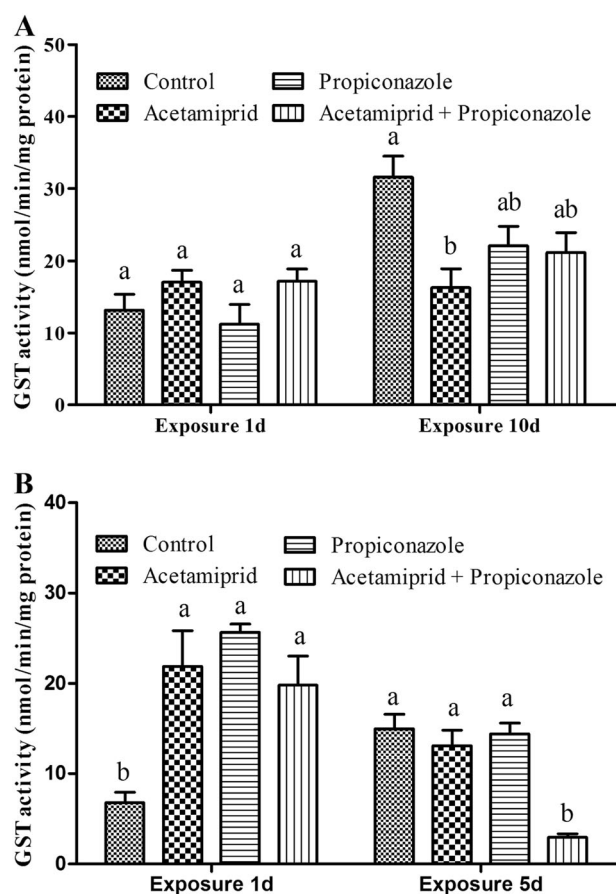 A
GST activity (nmol/min/mg protein)
50
40
30
20
10
0
Control
Propiconazole
Acetamiprid
Acetamiprid + Propiconazole
a
a
a
a
a
b
ab
ab
Exposure 1d
Exposure 10d
B
GST activity (nmol/min/mg protein)
40
30
20
10
0
Control
Propiconazole
Acetamiprid
Acetamiprid + Propiconazole
b
a
a
a
a
a
a
b
Exposure 1d
Exposure 5d